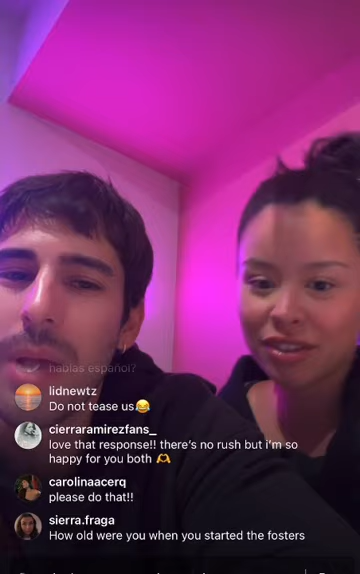 hablas español?
lidnewtz
Do not tease us😂
cierraramirezfans_
love that response!! there's no rush but i'm so
happy for you both 🫶
carolinaacerq
please do that!!
sierra.fraga
How old were you when you started the fosters